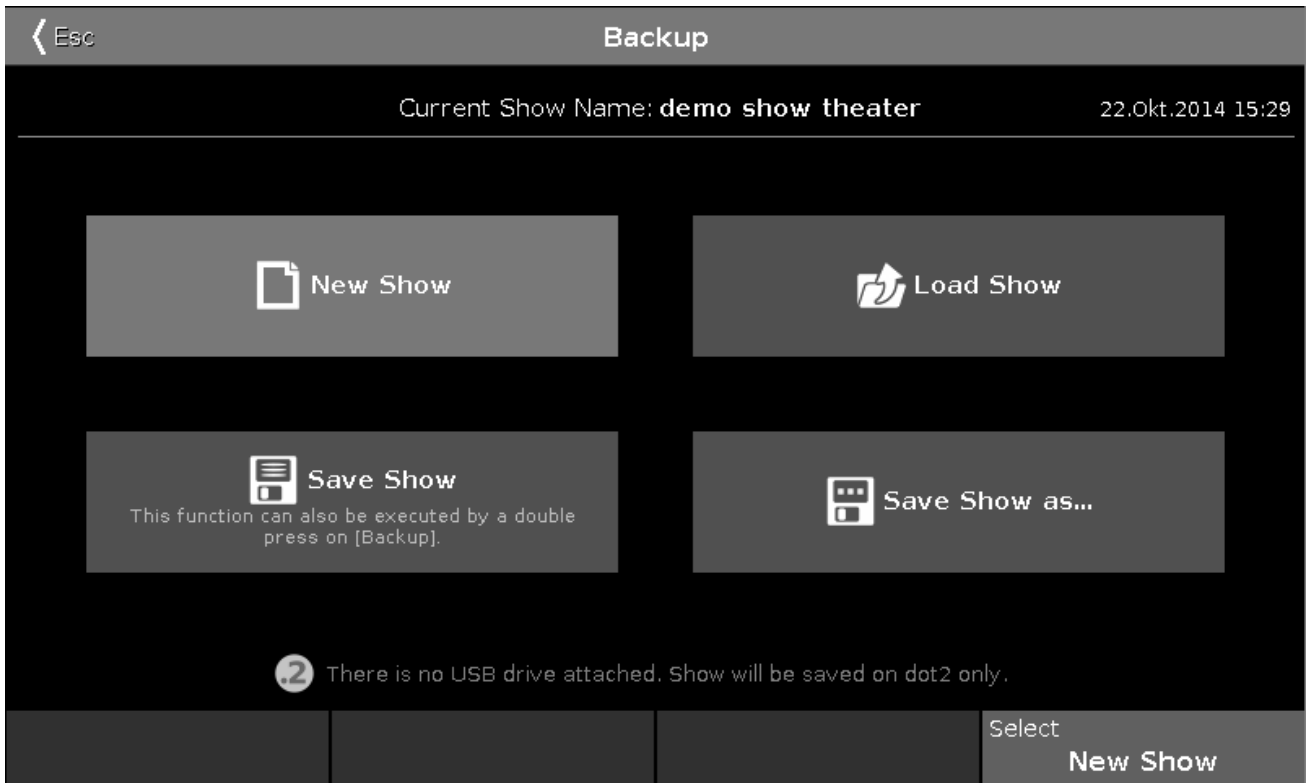 Esc
Backup
Current Show Name: demo show theater
22.Okt.2014 15:29
New Show
Load Show
Save Show
This function can also be executed by a double
press on [Backup].
Save Show as...
.2
There is no USB drive attached. Show will be saved on dot2 only.
Select
New Show